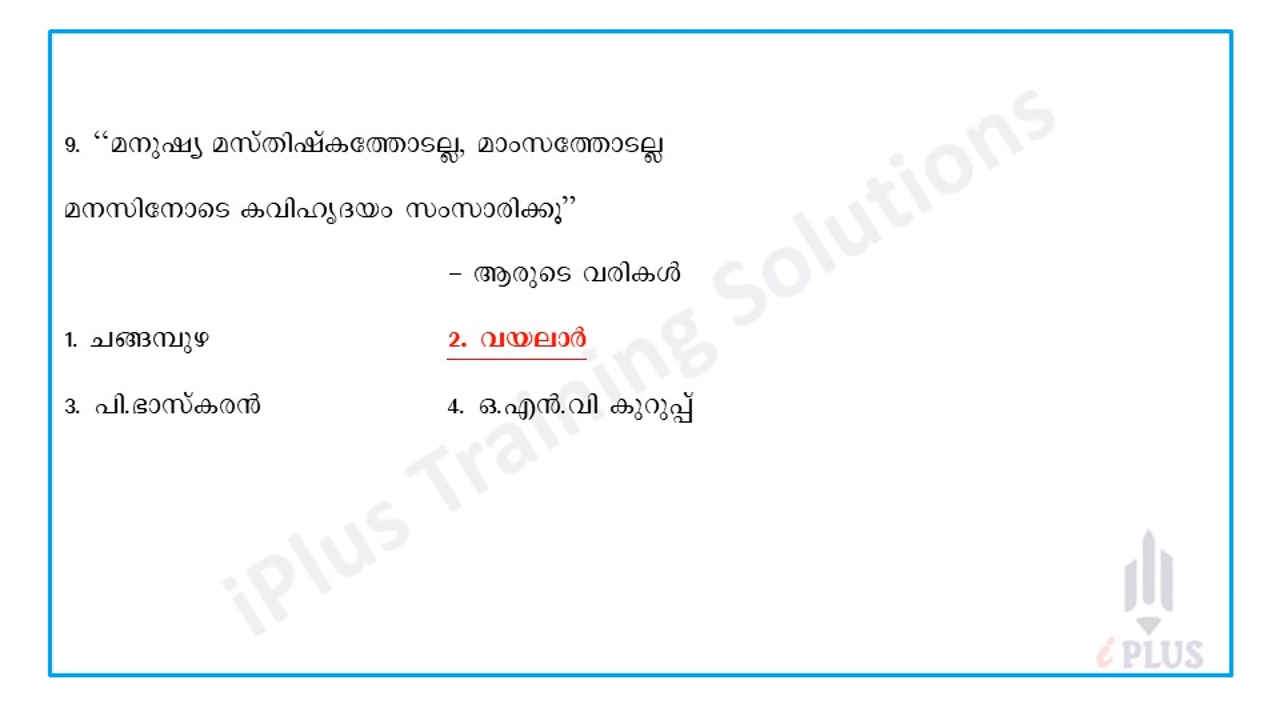 9. “മനുഷ്യ മസ്തിഷ്കത്തോടല്ല, മാംസത്തോടല്ല
മനസിനോടെ കവിഹൃദയം സംസാരിക്കൂ”
– ആരുടെ വരികൾ
1. ചങ്ങമ്പുഴ 2. വയലാർ
3. പി.ഭാസ്കരൻ 4. ഒ.എൻ.വി കുറുപ്പ്
iPlus Training Solutions
i PLUS